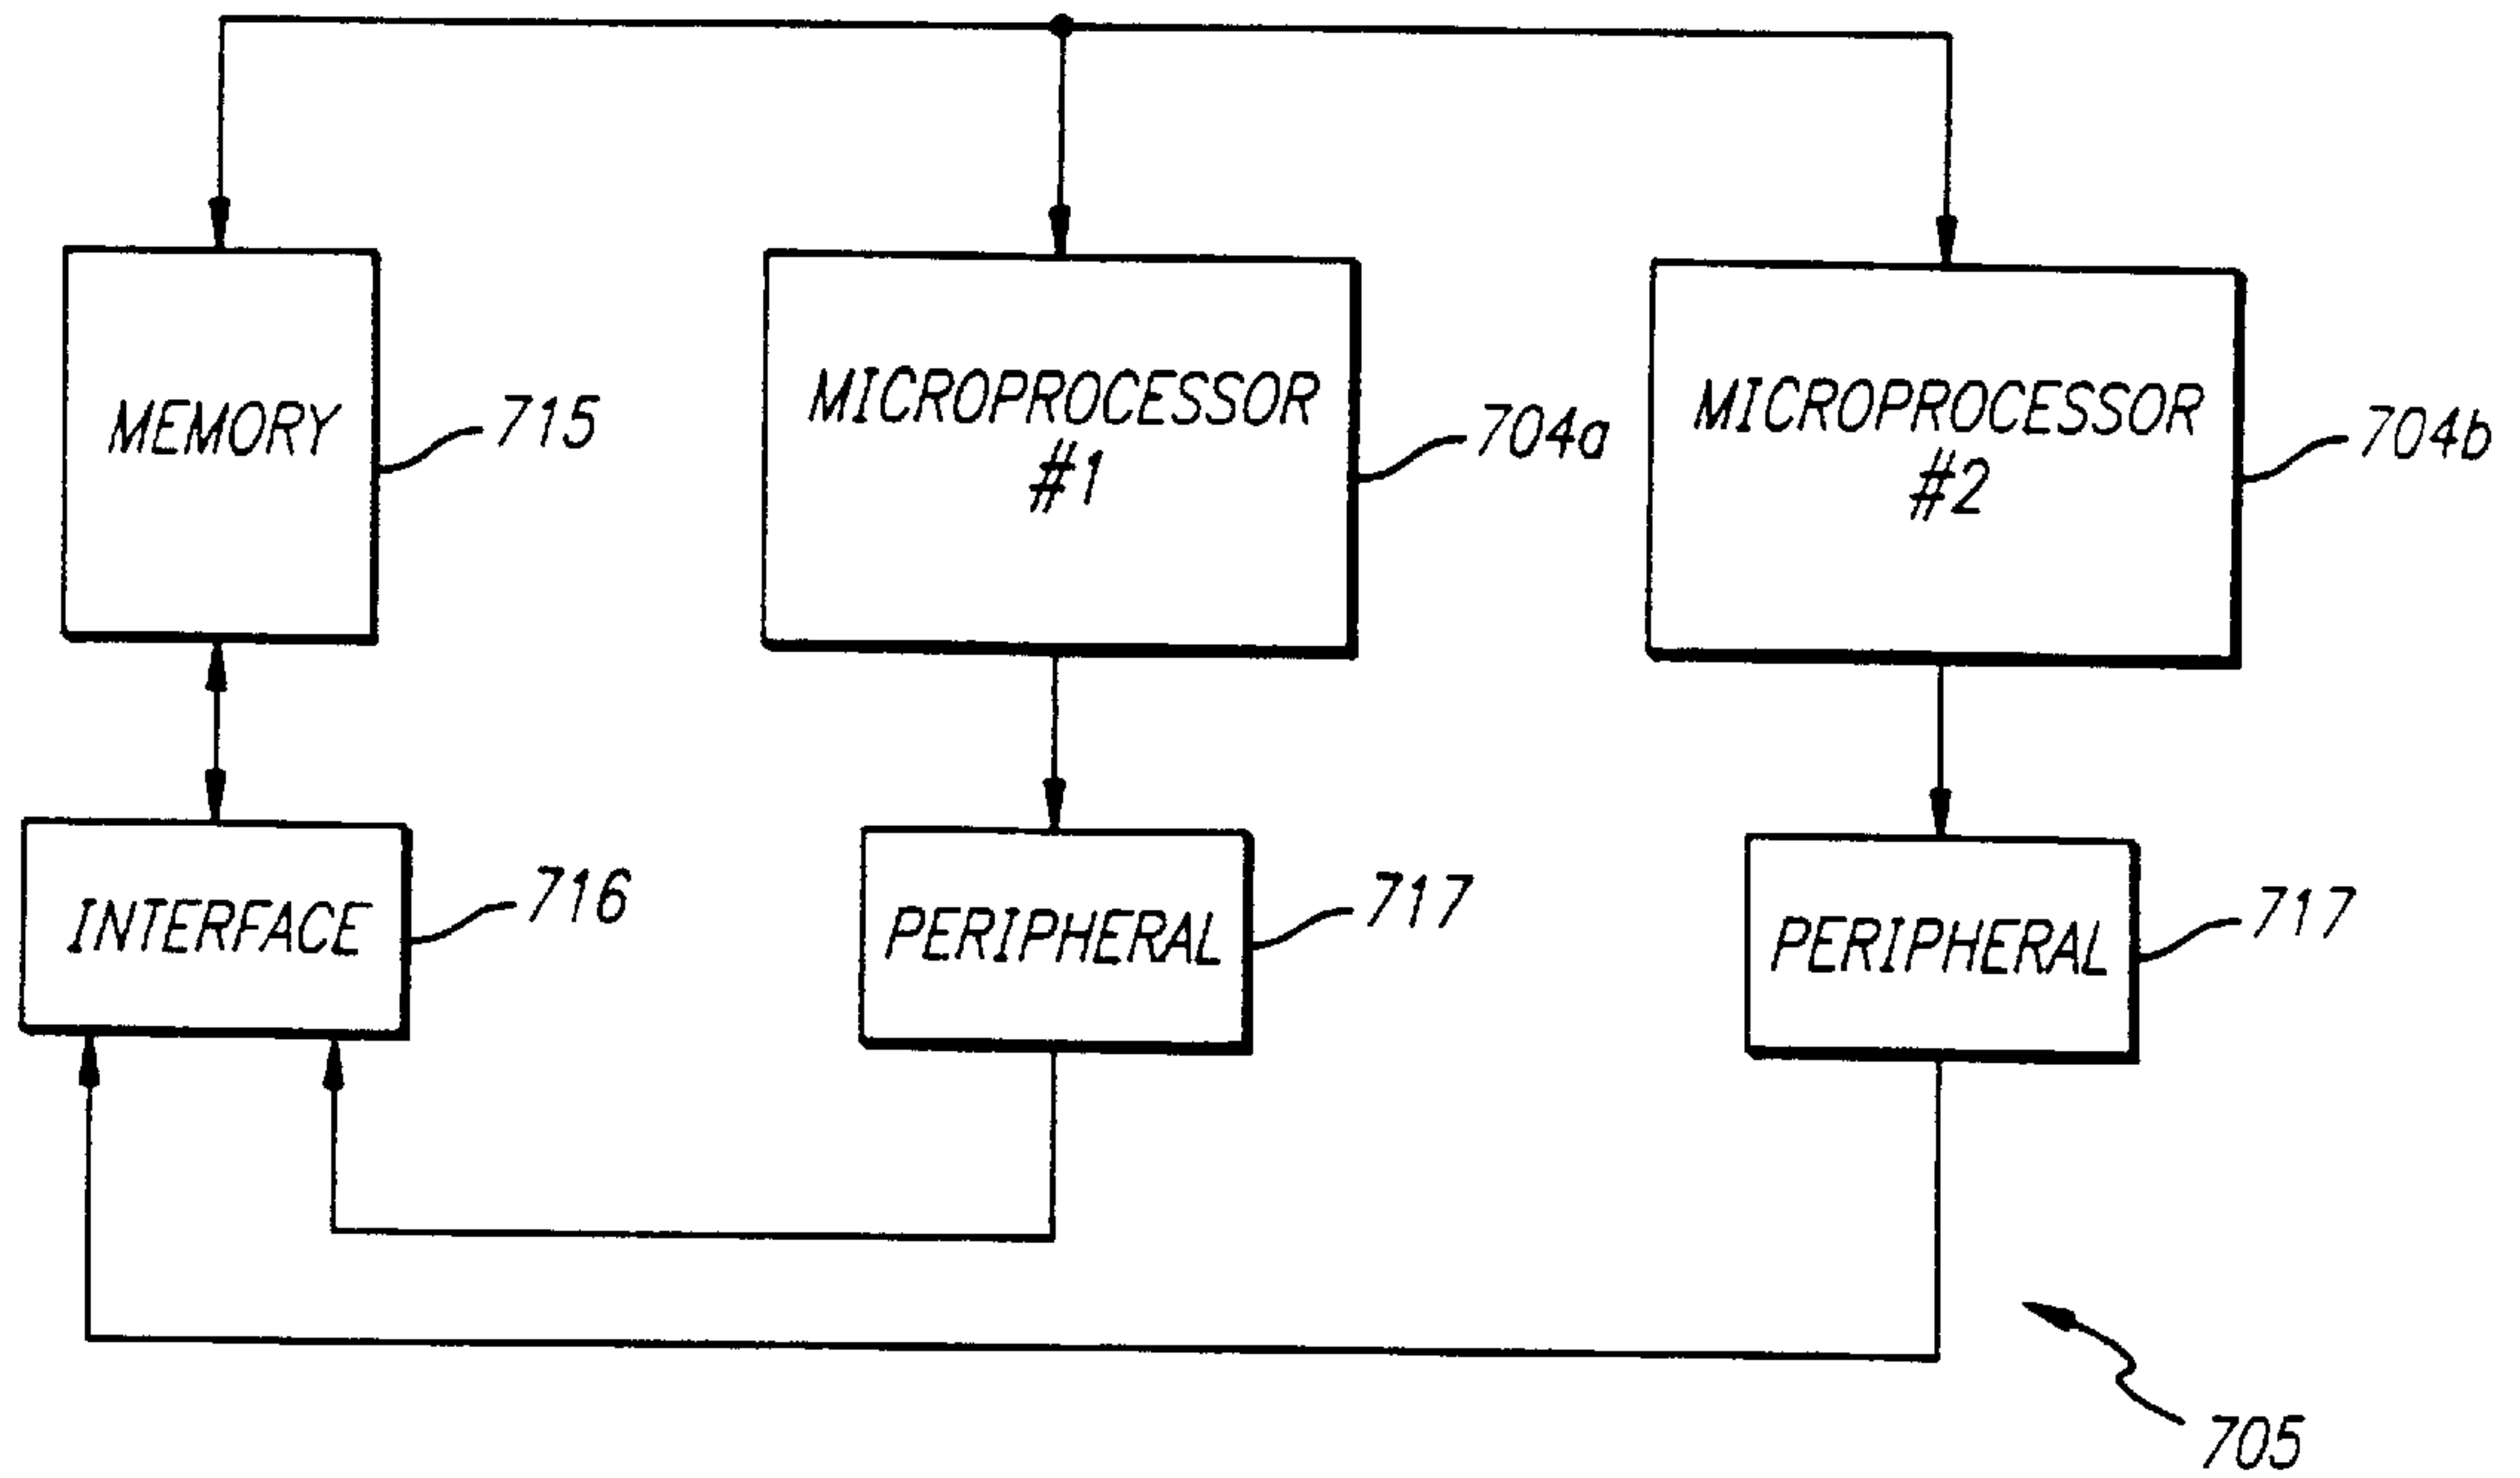 MEMORY
715
MICROPROCESSOR
#1
704a
MICROPROCESSOR
#2
704b
INTERFACE
716
PERIPHERAL
717
PERIPHERAL
717
705